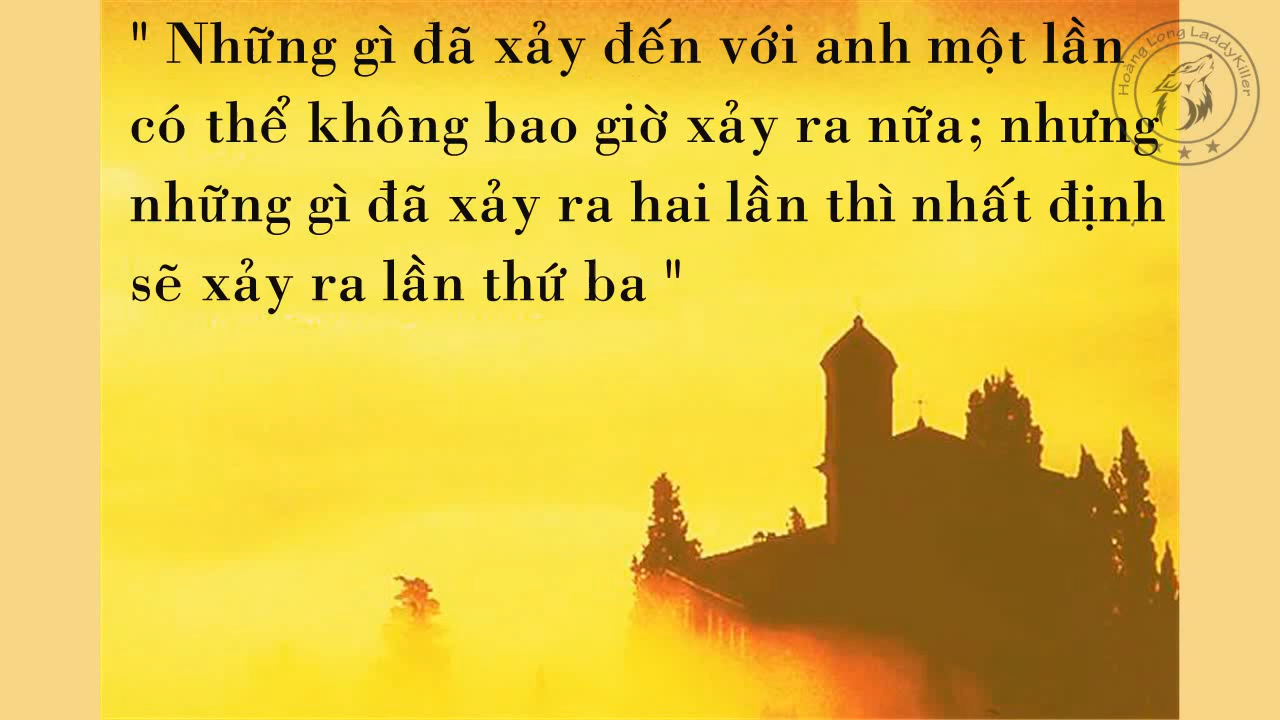 " Những gì đã xảy đến với anh một lần
có thể không bao giờ xảy ra nữa; nhưng
những gì đã xảy ra hai lần thì nhất định
sẽ xảy ra lần thứ ba "
Hoàng Long LaddyKiller